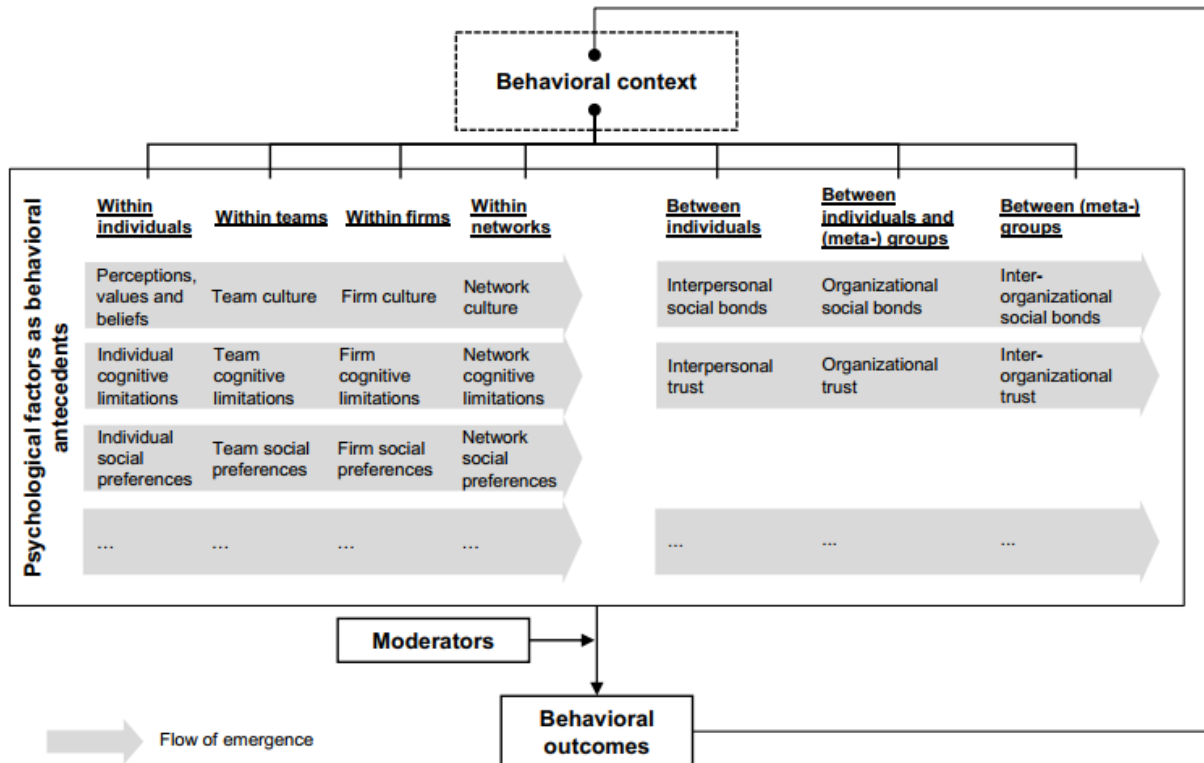 Behavioral context
Psychological factors as behavioral
antecedents
Within
individuals
Within teams
Within firms
Within
networks
Between
individuals
Between
individuals and
(meta-) groups
Between (meta-)
groups
Perceptions,
values and
beliefs
Team culture
Firm culture
Network
culture
Interpersonal
social bonds
Organizational
social bonds
Inter-
organizational
social bonds
Individual
cognitive
limitations
Team
cognitive
limitations
Firm
cognitive
limitations
Network
cognitive
limitations
Interpersonal
trust
Organizational
trust
Inter-
organizational
trust
Individual
social
preferences
Team social
preferences
Firm social
preferences
Network
social
preferences
...
...
...
...
...
...
...
Moderators
Behavioral
outcomes
Flow of emergence